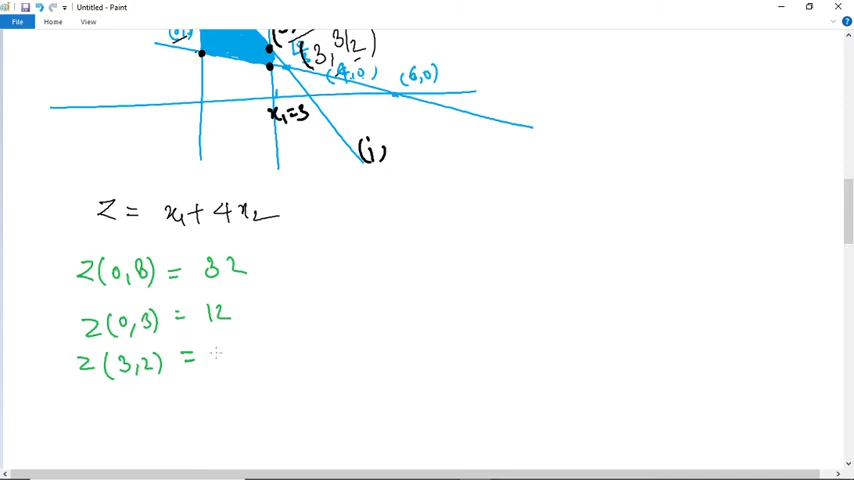 Untitled - Paint
File Home View
(3, 3/2)
(4,0) (6,0)
x₁=3
(i)
Z = x₁ + 4x₂
Z(0,8) = 32
Z(0,3) = 12
Z(3,2) =